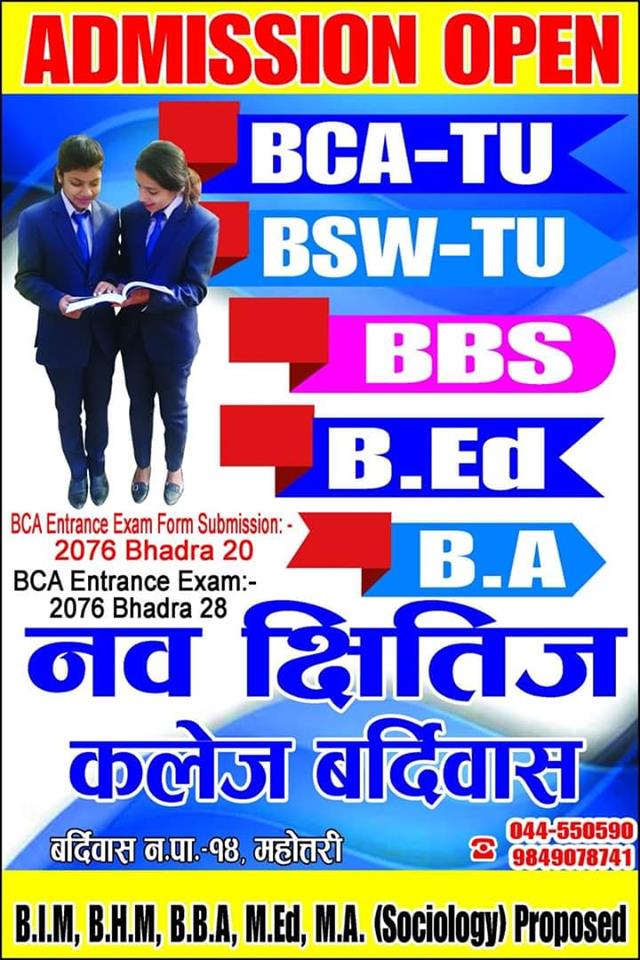 ADMISSION OPEN
BCA-TU
BSW-TU
BBS
B.Ed
B.A
BCA Entrance Exam Form Submission: -
2076 Bhadra 20
BCA Entrance Exam:-
2076 Bhadra 28
नव क्षितिज
कलेज बर्दिवास
बर्दिवास न.पा.-१४, महोत्तरी
044-550590
9849078741
B.I.M, B.H.M, B.B.A, M.Ed, M.A. (Sociology) Proposed